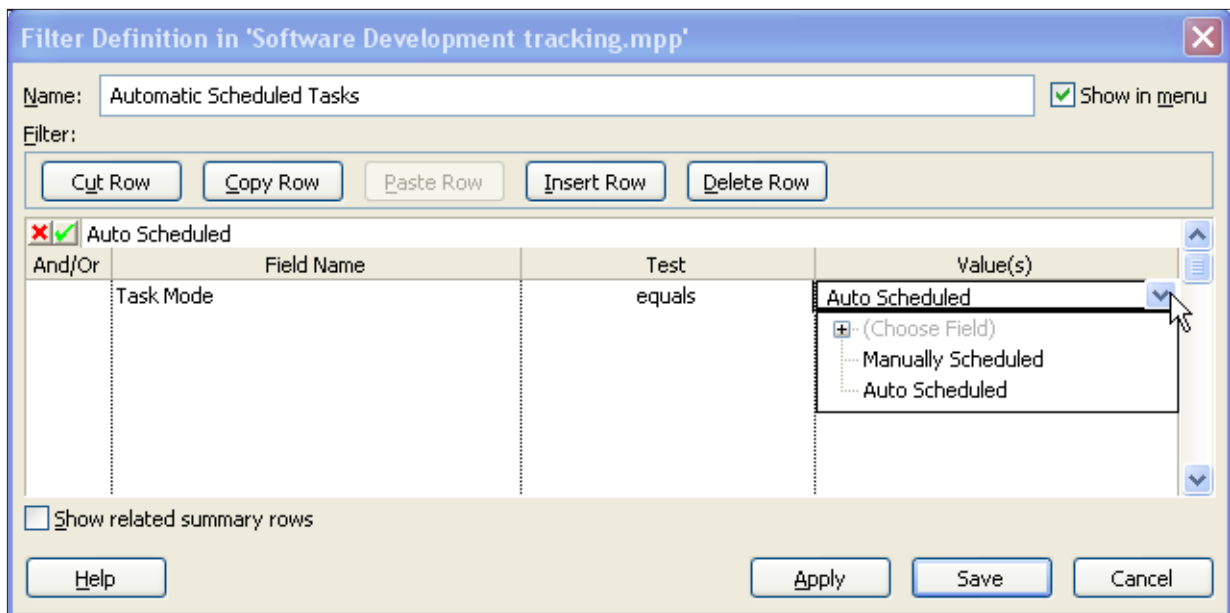 Filter Definition in 'Software Development tracking.mpp'
Name: Automatic Scheduled Tasks Show in menu
Filter:
Cut Row Copy Row Paste Row Insert Row Delete Row
Auto Scheduled
And/Or Field Name Test Value(s)
Task Mode equals Auto Scheduled
(Choose Field)
Manually Scheduled
Auto Scheduled
Show related summary rows
Help Apply Save Cancel